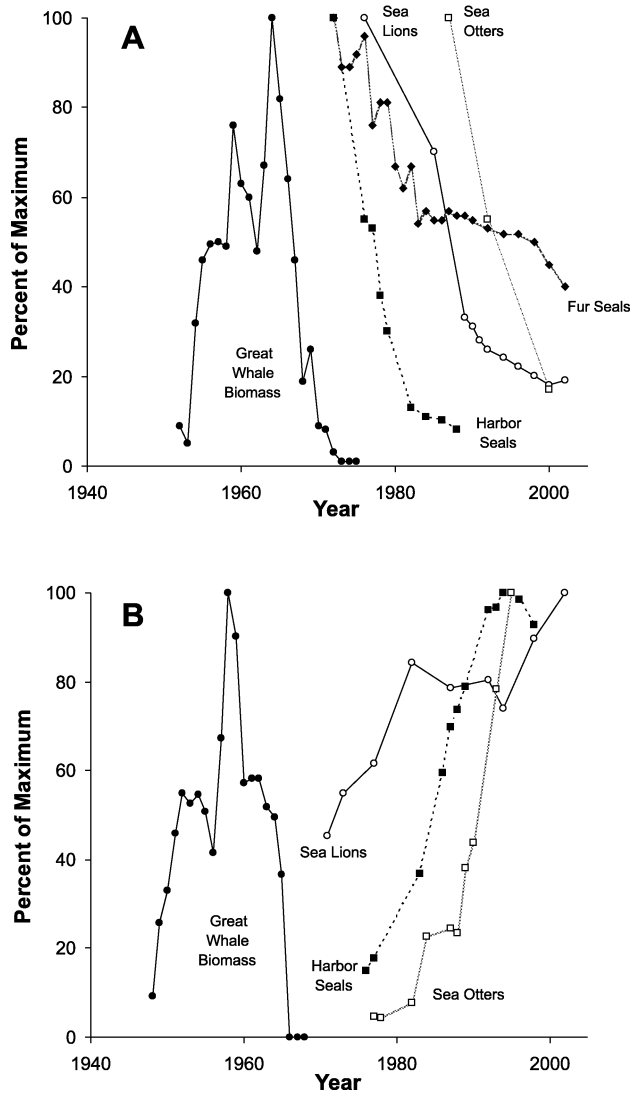 A
Sea
Lions
Sea
Otters
100
80
60
40
20
0
Percent of Maximum
Great
Whale
Biomass
Fur Seals
Harbor
Seals
1940
1960
1980
2000
Year
B
100
80
60
40
20
0
Percent of Maximum
Sea Lions
Great
Whale
Biomass
Harbor
Seals
Sea Otters
1940
1960
1980
2000
Year